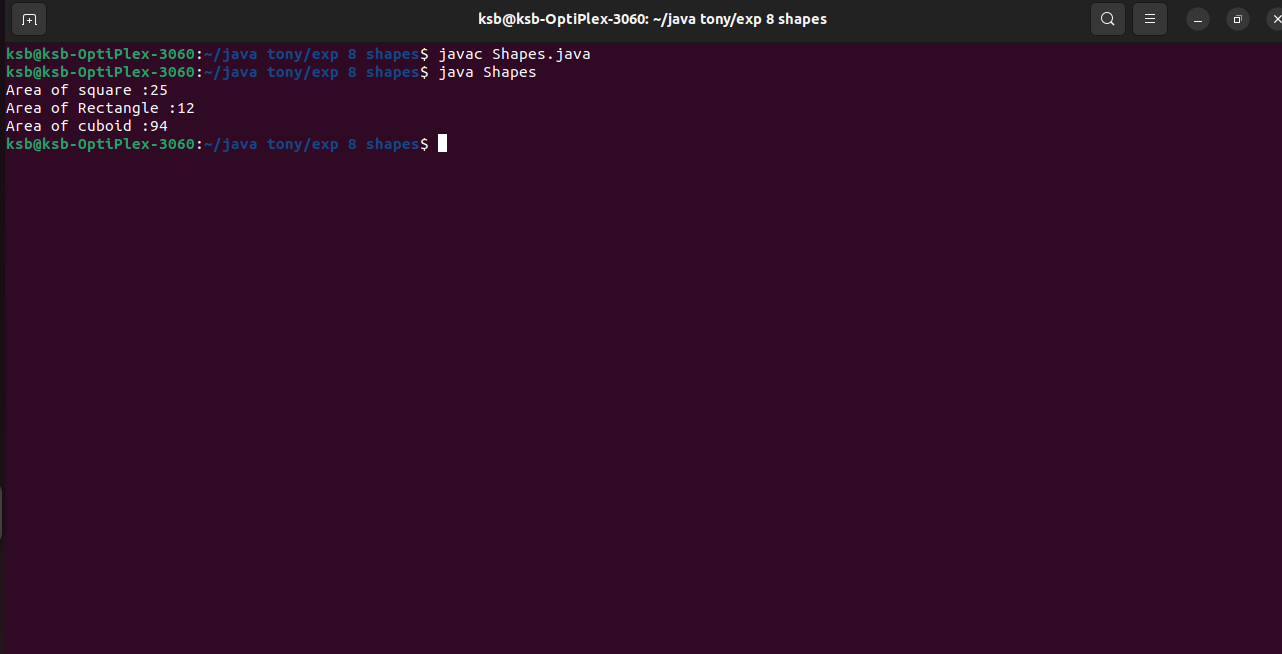 ksb@ksb-OptiPlex-3060: ~/java tony/exp 8 shapes
ksb@ksb-OptiPlex-3060:~/java tony/exp 8 shapes$ javac Shapes.java
ksb@ksb-OptiPlex-3060:~/java tony/exp 8 shapes$ java Shapes
Area of square :25
Area of Rectangle :12
Area of cuboid :94
ksb@ksb-OptiPlex-3060:~/java tony/exp 8 shapes$